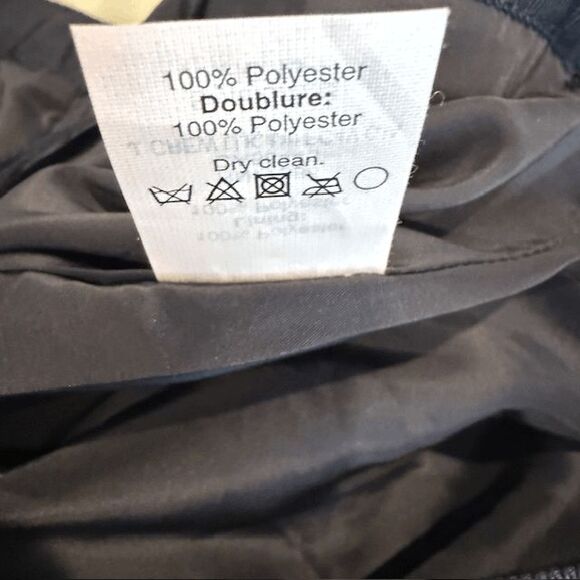 100% Polyester
Doublure:
100% Polyester
Dry clean.